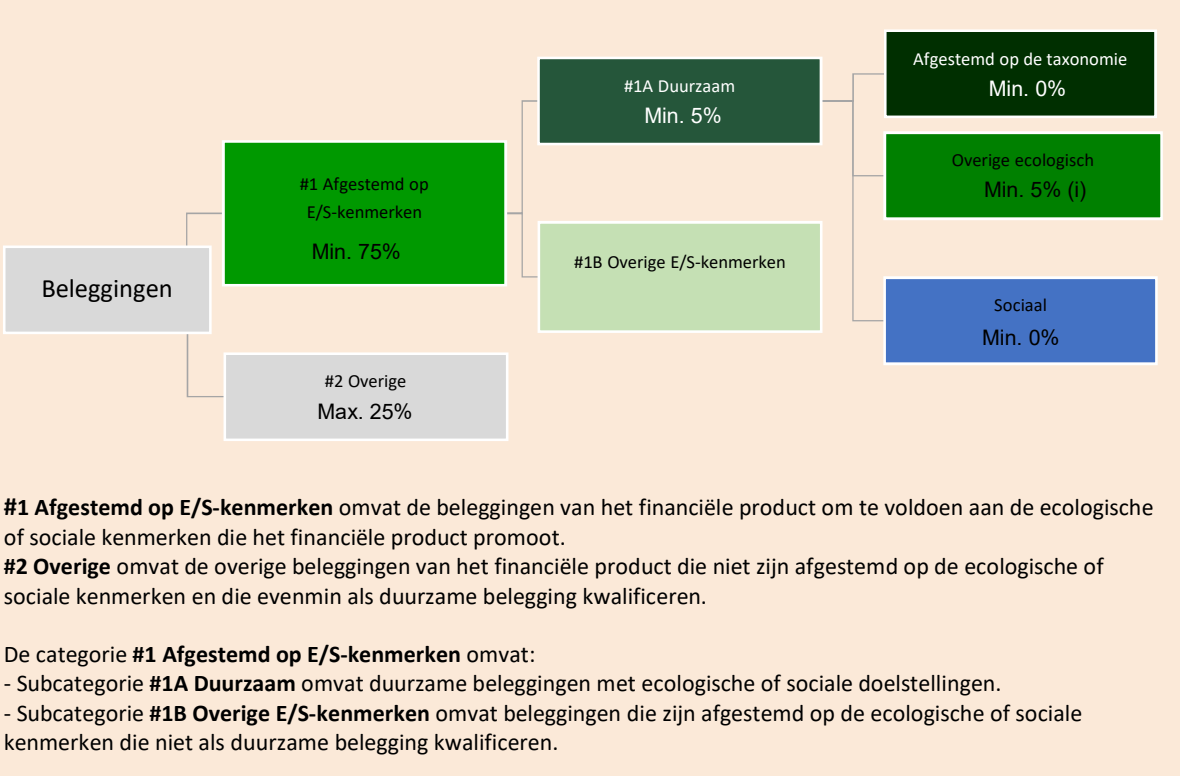 Beleggingen
#1 Afgestemd op
E/S-kenmerken
Min. 75%
#2 Overige
Max. 25%
#1A Duurzaam
Min. 5%
#1B Overige E/S-kenmerken
Afgestemd op de taxonomie
Min. 0%
Overige ecologisch
Min. 5% (i)
Sociaal
Min. 0%
#1 Afgestemd op E/S-kenmerken omvat de beleggingen van het financiële product om te voldoen aan de ecologische
of sociale kenmerken die het financiële product promoot.
#2 Overige omvat de overige beleggingen van het financiële product die niet zijn afgestemd op de ecologische of
sociale kenmerken en die evenmin als duurzame belegging kwalificeren.
De categorie #1 Afgestemd op E/S-kenmerken omvat:
- Subcategorie #1A Duurzaam omvat duurzame beleggingen met ecologische of sociale doelstellingen.
- Subcategorie #1B Overige E/S-kenmerken omvat beleggingen die zijn afgestemd op de ecologische of sociale
kenmerken die niet als duurzame belegging kwalificeren.